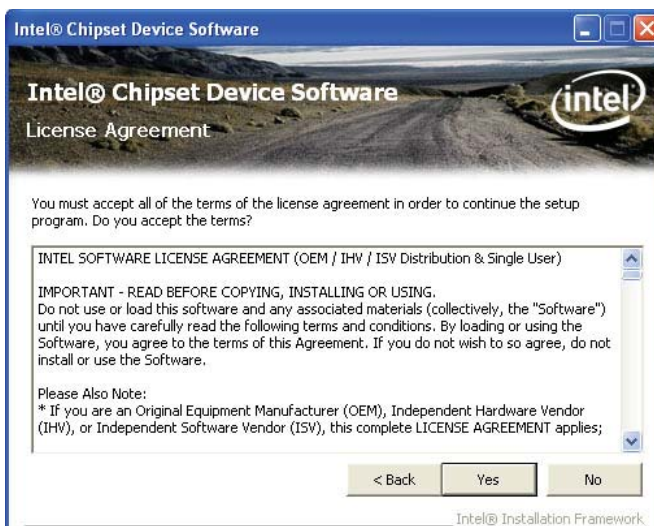 Intel® Chipset Device Software
Intel® Chipset Device Software
intel
License Agreement
You must accept all of the terms of the license agreement in order to continue the setup
program. Do you accept the terms?
INTEL SOFTWARE LICENSE AGREEMENT (OEM / IHV / ISV Distribution & Single User)
IMPORTANT - READ BEFORE COPYING, INSTALLING OR USING.
Do not use or load this software and any associated materials (collectively, the "Software")
until you have carefully read the following terms and conditions. By loading or using the
Software, you agree to the terms of this Agreement. If you do not wish to so agree, do not
install or use the Software.
Please Also Note:
* If you are an Original Equipment Manufacturer (OEM), Independent Hardware Vendor
(IHV), or Independent Software Vendor (ISV), this complete LICENSE AGREEMENT applies;
< Back Yes No
Intel® Installation Framework